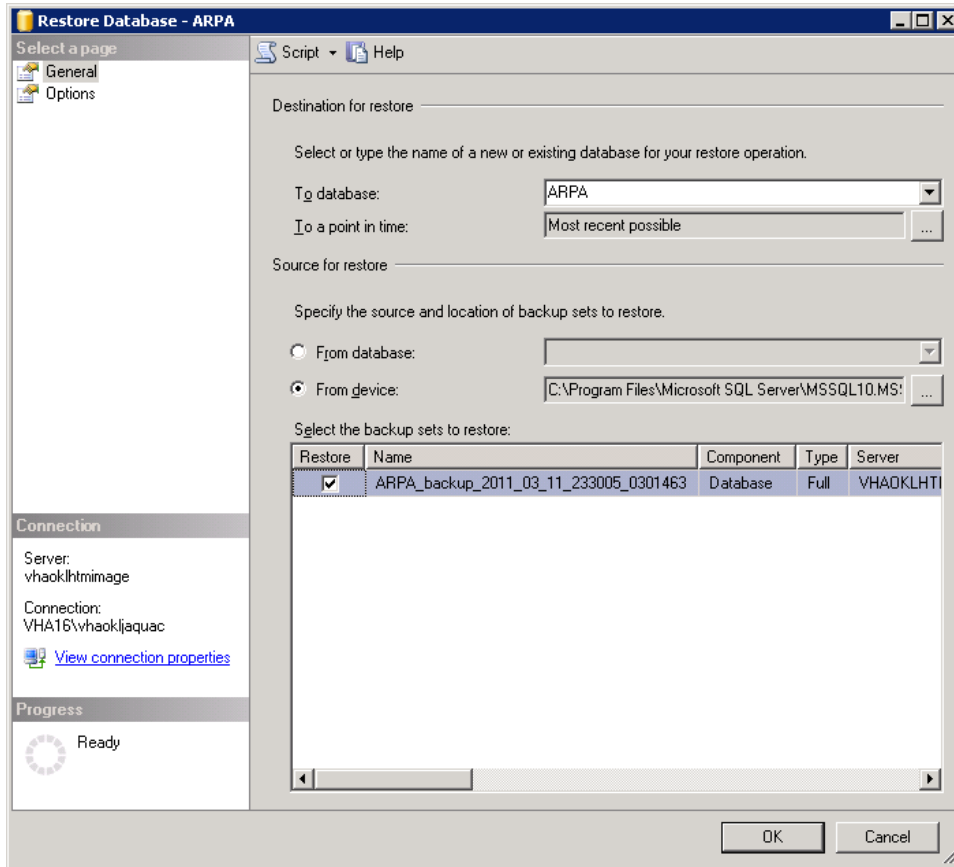 Restore Database - ARPA
Select a page
General
Options
Script Help
Destination for restore
Select or type the name of a new or existing database for your restore operation.
To database: ARPA
To a point in time: Most recent possible ...
Source for restore
Specify the source and location of backup sets to restore.
From database:
From device: C:\Program Files\Microsoft SQL Server\MSSQL10.MS ...
Select the backup sets to restore:
Restore Name Component Type Server
ARPA_backup_2011_03_11_233005_0301463 Database Full VHAOKLHTI
Connection
Server:
vhaoklhtmimage
Connection:
VHA16\vhaokljaquac
View connection properties
Progress
Ready
OK Cancel